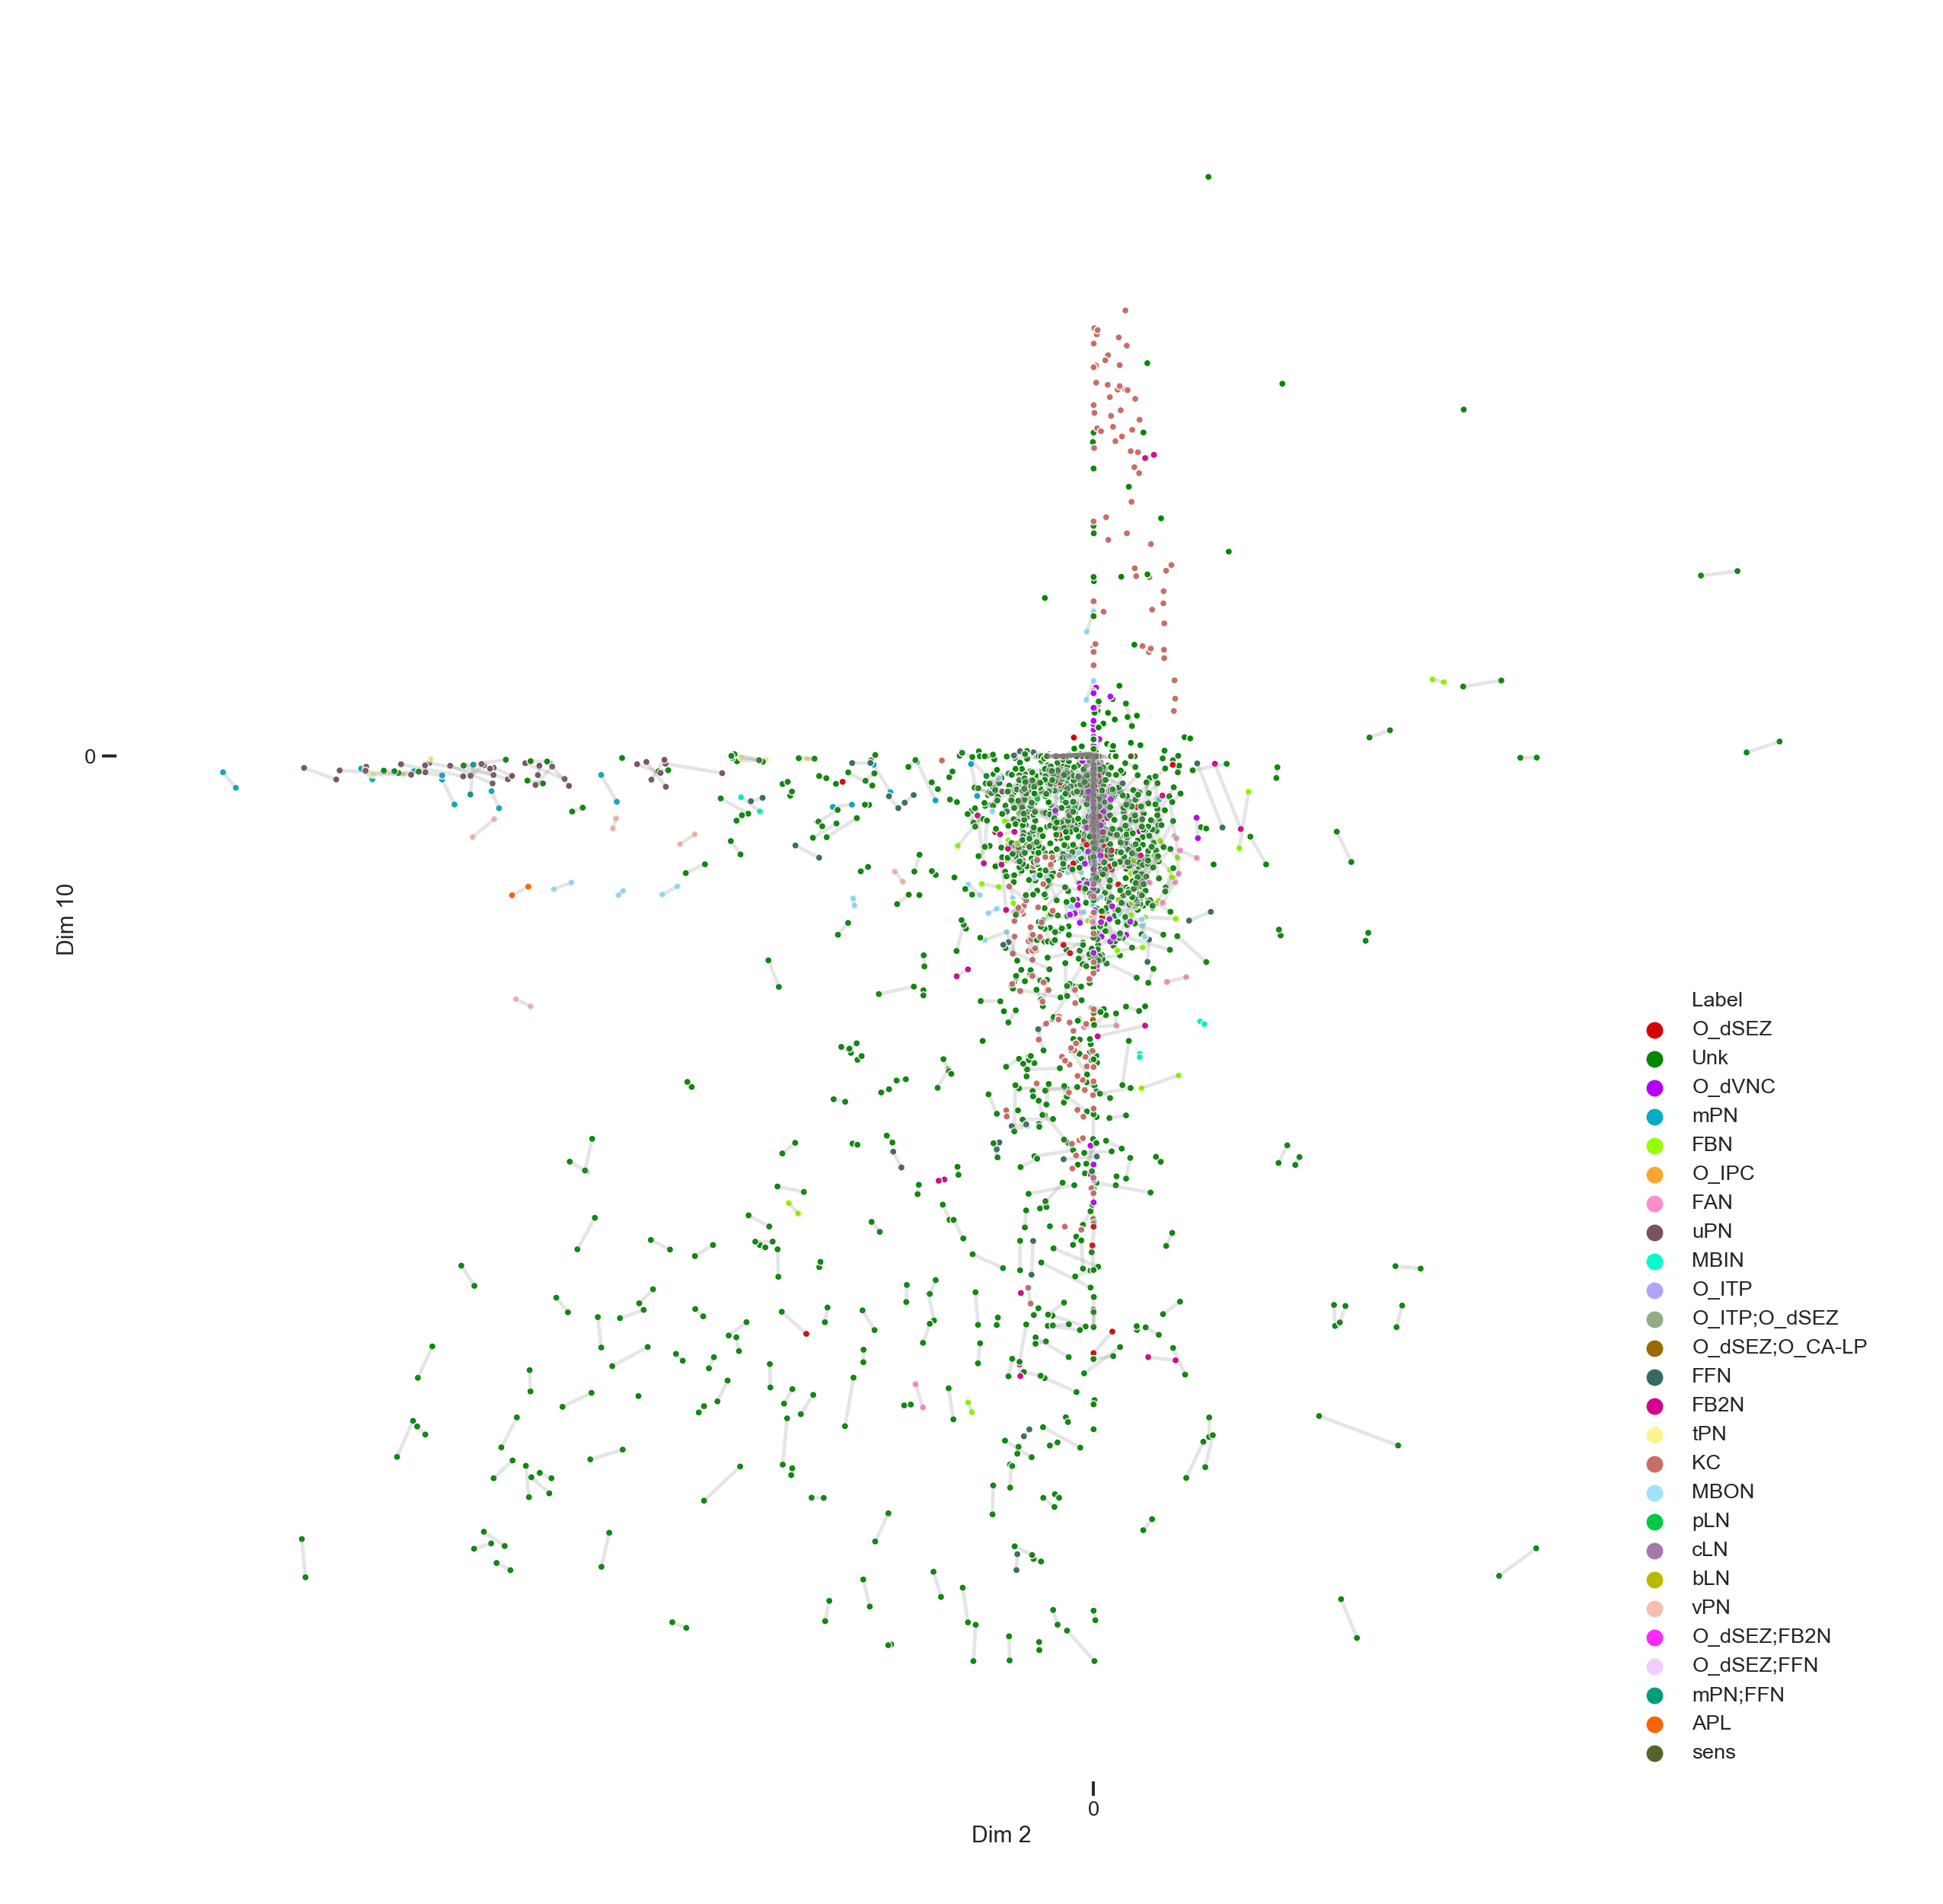 0
Dim 10
0
Dim 2
Label
O_dSEZ
Unk
O_dVNC
mPN
FBN
O_IPC
FAN
uPN
MBIN
O_ITP
O_ITP;O_dSEZ
O_dSEZ;O_CA-LP
FFN
FB2N
tPN
KC
MBON
pLN
cLN
bLN
vPN
O_dSEZ;FB2N
O_dSEZ;FFN
mPN;FFN
APL
sens